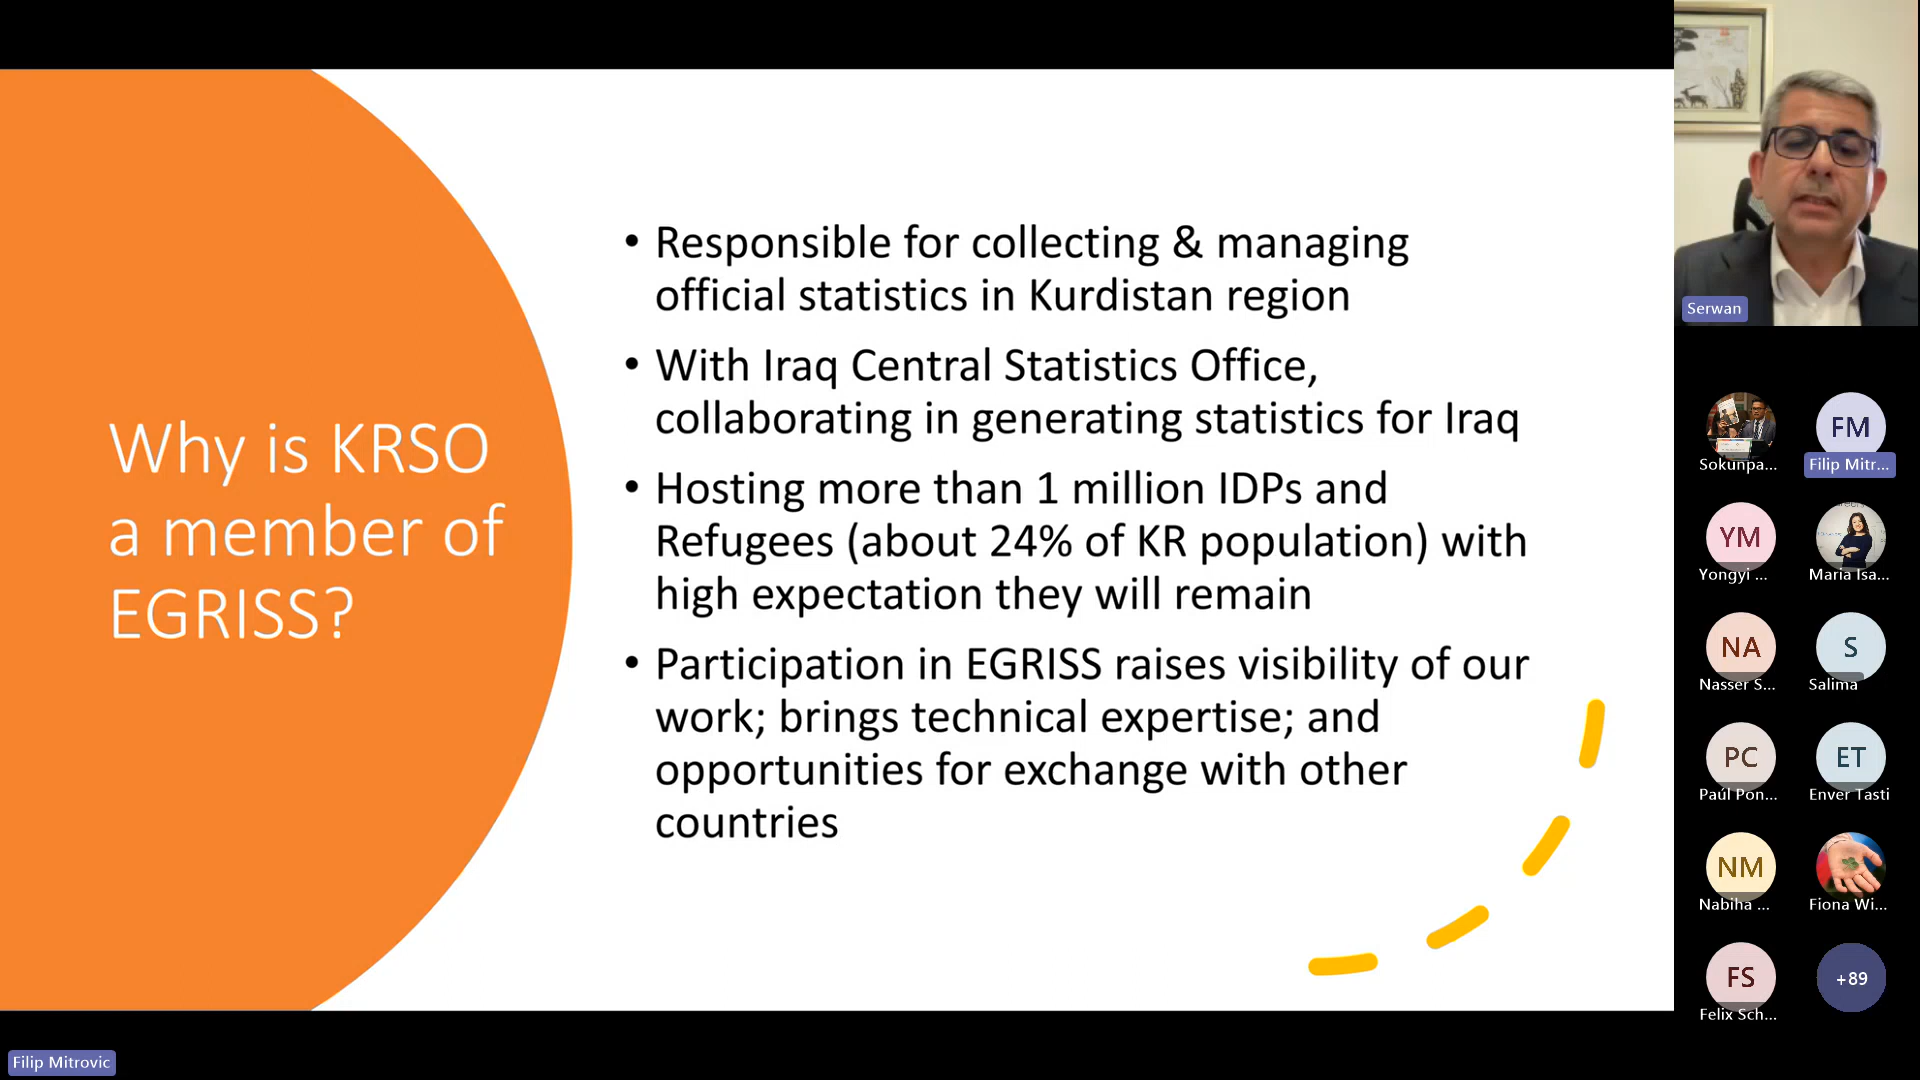 Why is KRSO
a member of
EGRISS?
• Responsible for collecting & managing
official statistics in Kurdistan region
• With Iraq Central Statistics Office,
collaborating in generating statistics for Iraq
• Hosting more than 1 million IDPs and
Refugees (about 24% of KR population) with
high expectation they will remain
• Participation in EGRISS raises visibility of our
work; brings technical expertise; and
opportunities for exchange with other
countries
Serwan
Sokunpa...
FM
Filip Mitr...
YM
Yongyi ...
Maria Isa...
NA
Nasser S...
S
Salima
PC
Paúl Pon...
ET
Enver Tasti
NM
Nabiha ...
Fiona Wi...
FS
Felix Sch...
+89
Filip Mitrovic